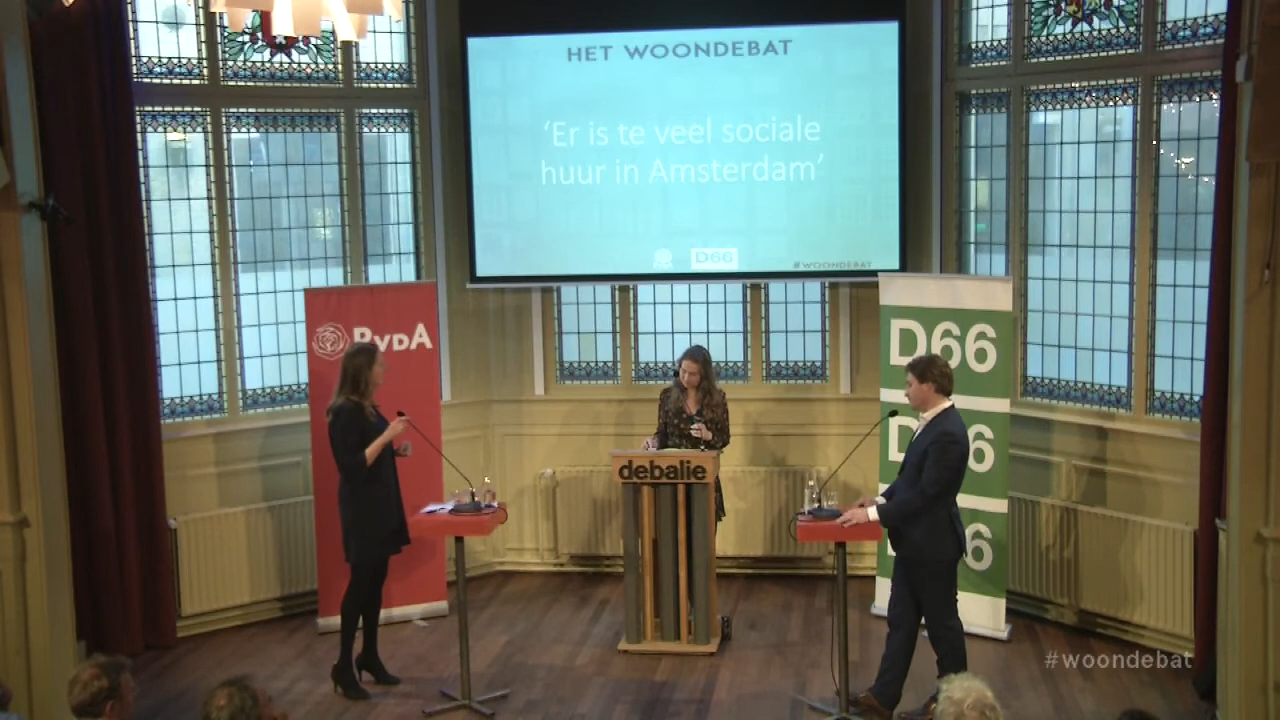 HET WOONDEBAT
‘Er is te veel sociale
huur in Amsterdam’
D66
#WOONDEBAT
PvdA
D66
D66
66
debalie
#woondebat